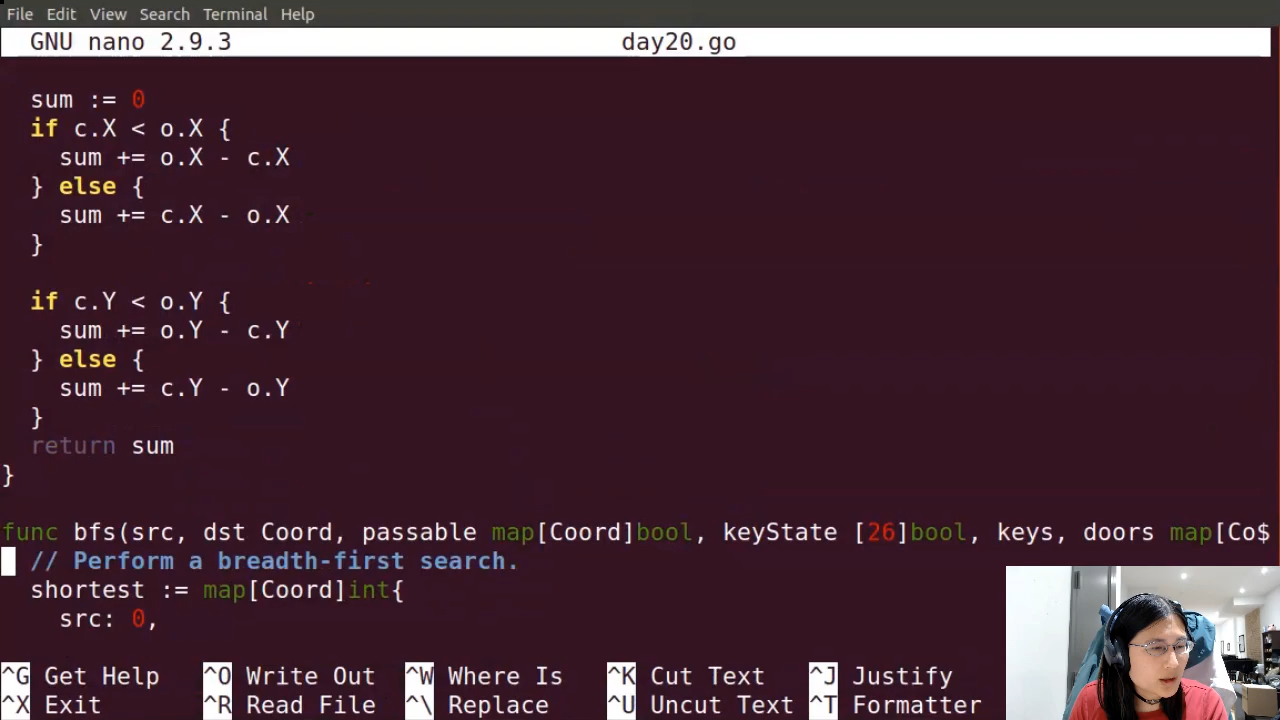 File Edit View Search Terminal Help
GNU nano 2.9.3 day20.go
sum := 0
if c.X < o.X {
sum += o.X - c.X
} else {
sum += c.X - o.X
}
if c.Y < o.Y {
sum += o.Y - c.Y
} else {
sum += c.Y - o.Y
}
return sum
}
func bfs(src, dst Coord, passable map[Coord]bool, keyState [26]bool, keys, doors map[Co$
// Perform a breadth-first search.
shortest := map[Coord]int{
src: 0,
^G Get Help ^O Write Out ^W Where Is ^K Cut Text ^J Justify
^X Exit ^R Read File ^\ Replace ^U Uncut Text ^T Formatter